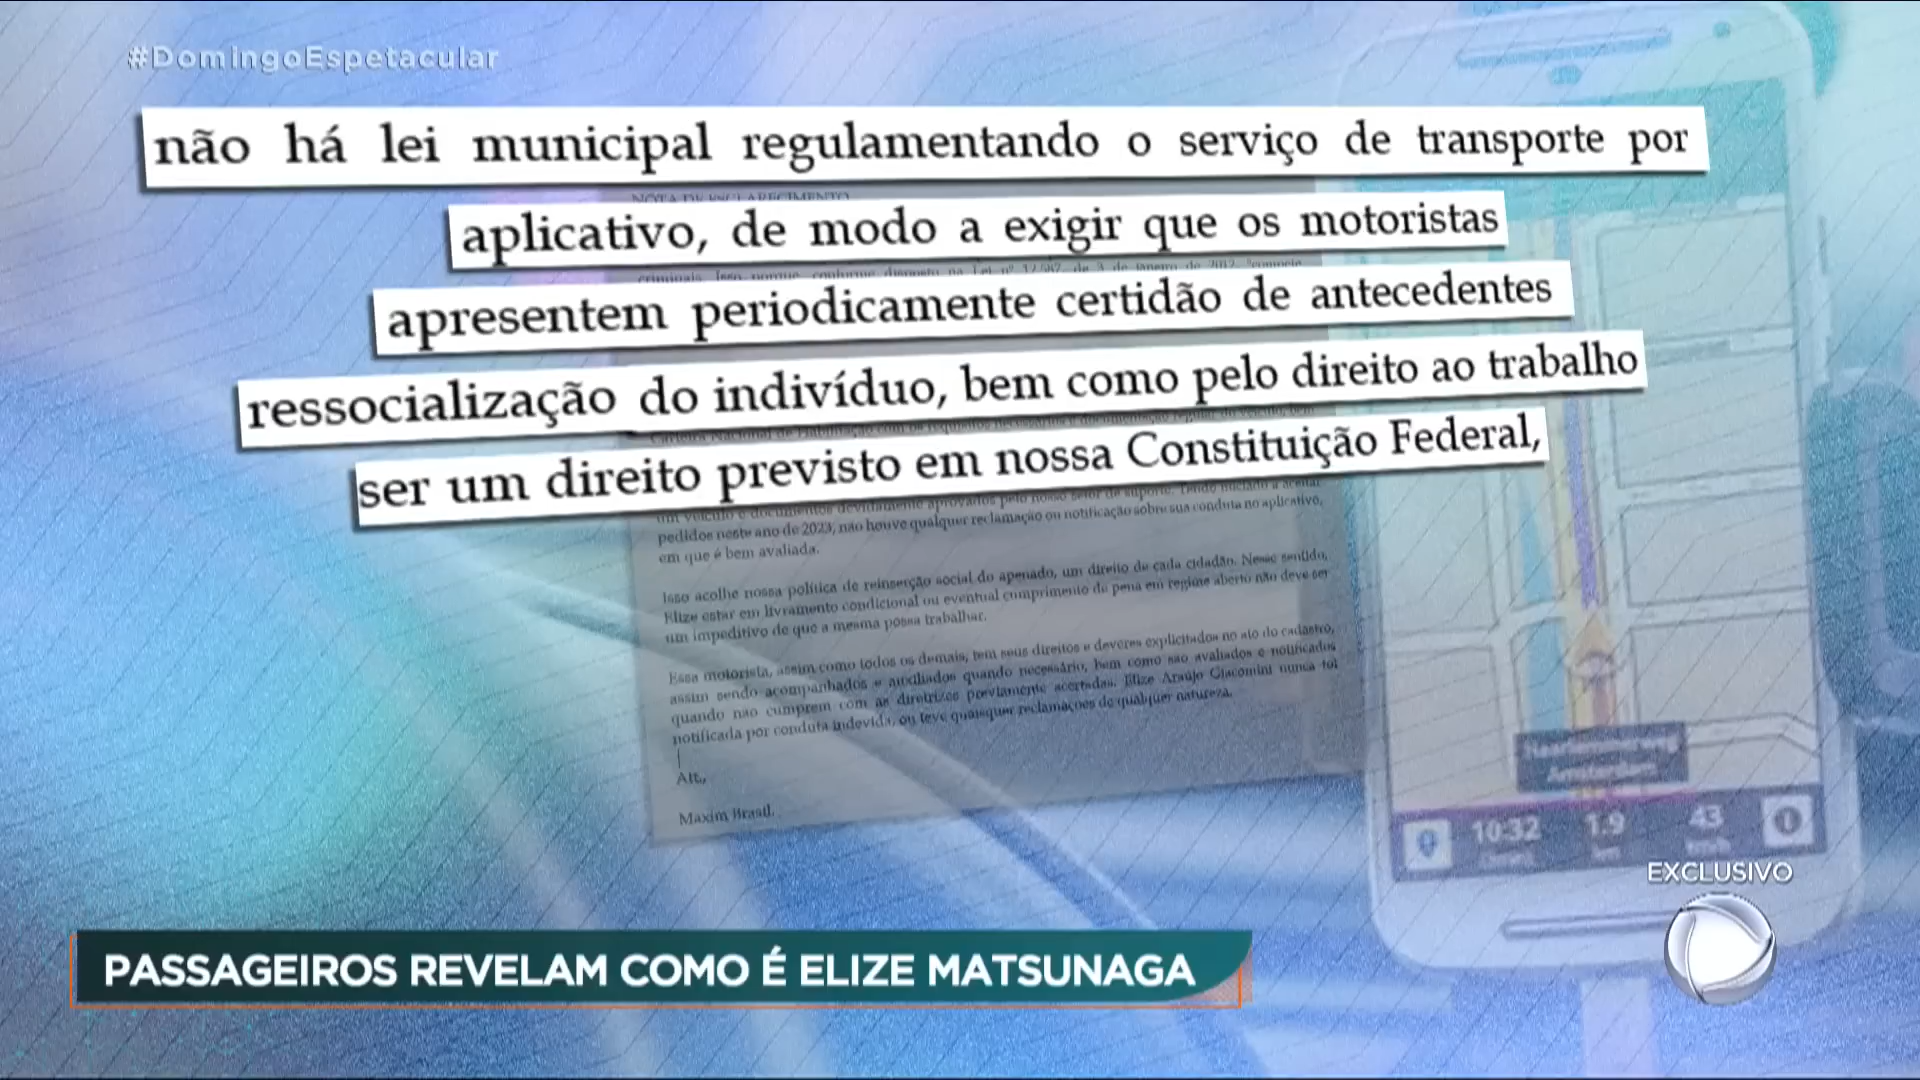 #DomingoEspetacular
não há lei municipal regulamentando o serviço de transporte por
aplicativo, de modo a exigir que os motoristas
apresentem periodicamente certidão de antecedentes
ressocialização do indivíduo, bem como pelo direito ao trabalho
ser um direito previsto em nossa Constituição Federal,
pedidos neste ano de 2023, não houve qualquer reclamação ou notificação sobre sua conduta no aplicativo,
em que é bem avaliada.
Isso acolhe nossa política de reinserção social do apenado, um direito de cada cidadão. Nesse sentido,
Elize estar em livramento condicional ou eventual cumprimento da pena em regime aberto não deve ser
um impeditivo de que a mesma possa trabalhar.
Essa motorista, assim como todos os demais, tem seus direitos e deveres explicitados no ato do cadastro,
assim sendo acompanhados e auxiliados quando necessário, bem como são avaliados e notificados
quando não cumprem com as diretrizes previamente acertadas. Elize Araújo Giacomini nunca foi
notificada por conduta indevida, ou teve quaisquer reclamações de qualquer natureza.
Att.,
Maxim Brasil.
10:32 1.9 43
EXCLUSIVO
PASSAGEIROS REVELAM COMO É ELIZE MATSUNAGA